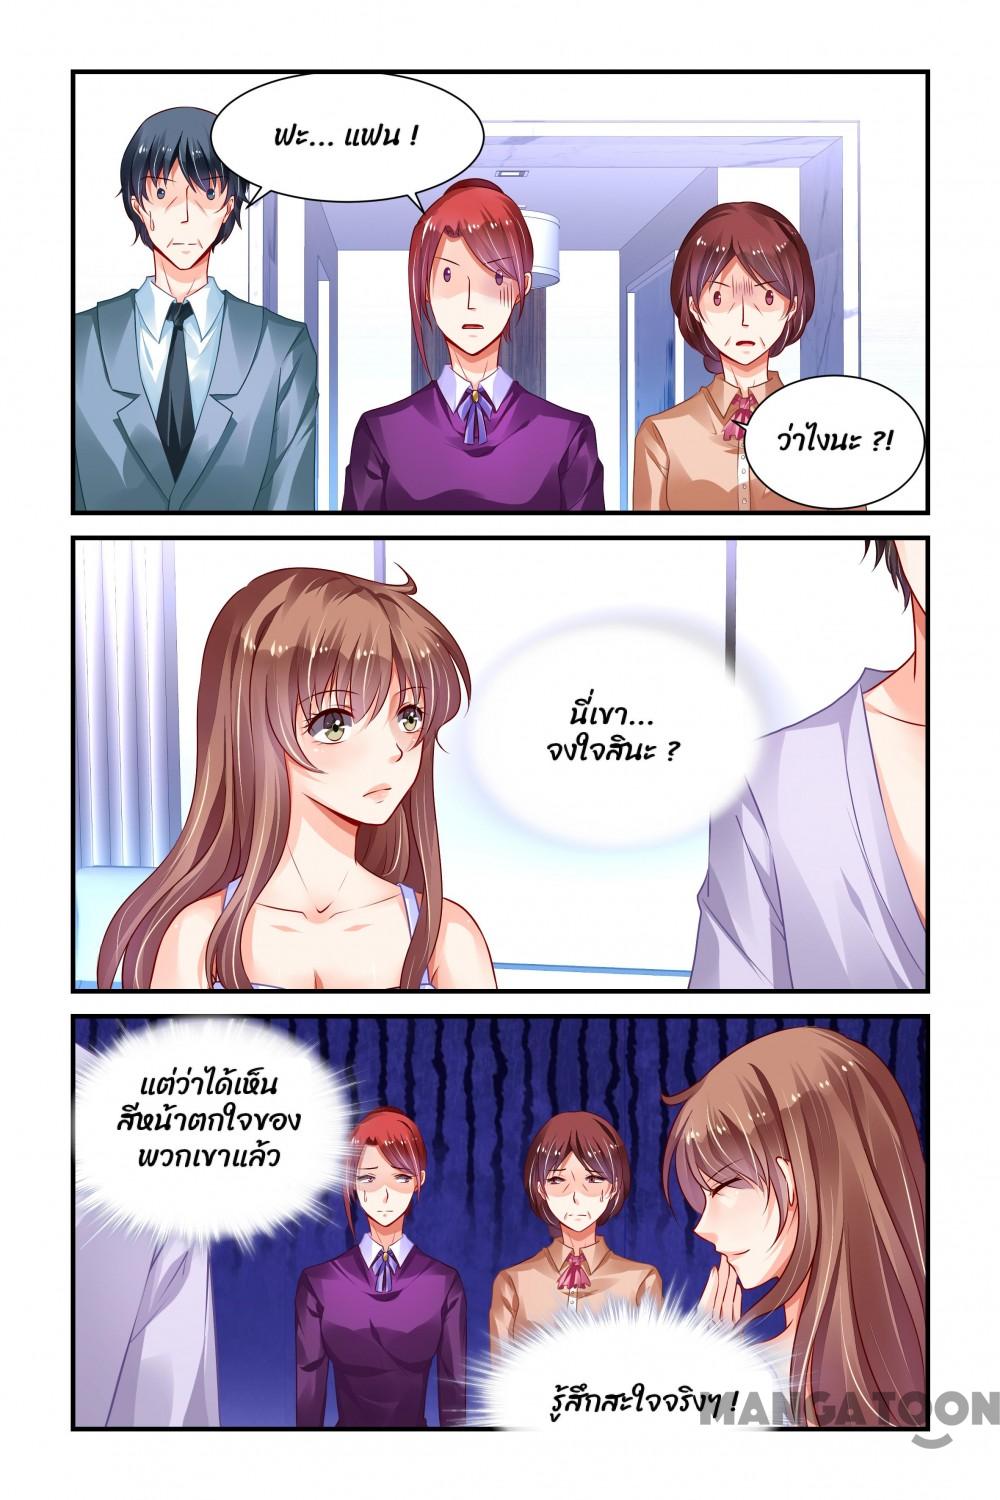 ฟะ... แฟน !
ว่าไงนะ ?!
นี่เขา...
จงใจสินะ ?
แต่ว่าได้เห็น
สีหน้าตกใจของ
พวกเขาแล้ว
รู้สึกสะใจจริงๆ !
MANGATOON